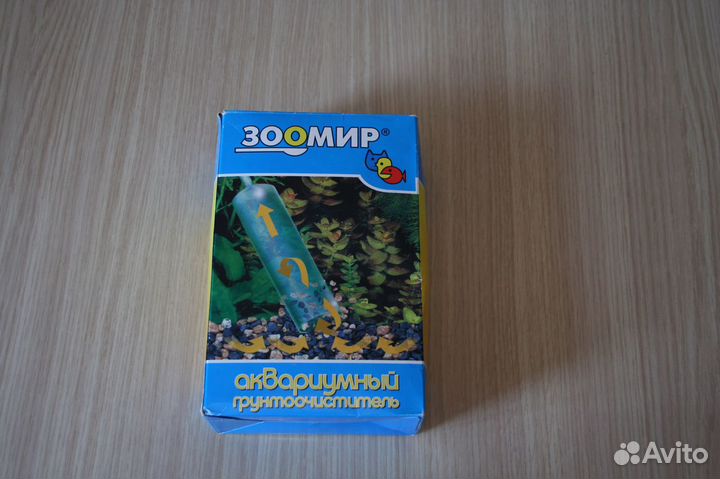 ЗООМИР®
аквариумный
грунтоочиститель
Avito